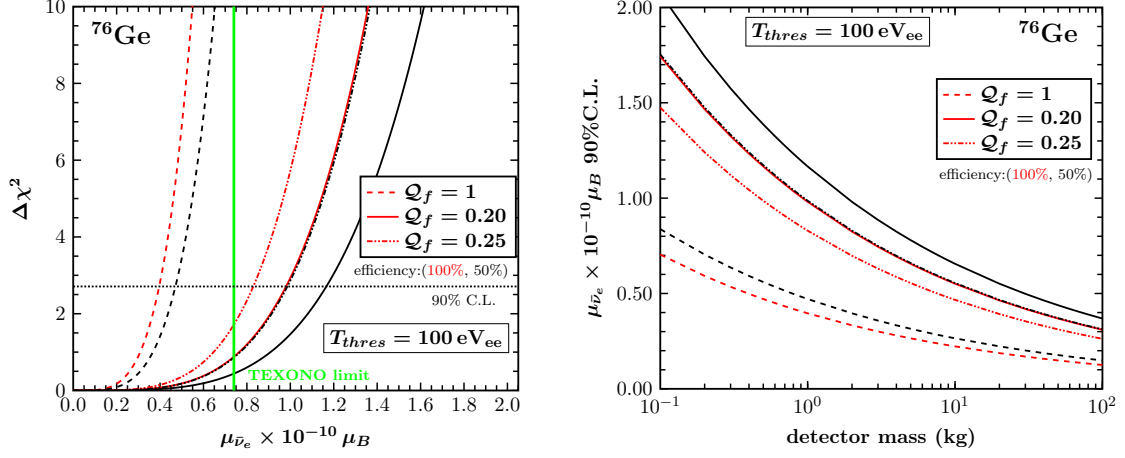 10
8
6
4
2
0
Δχ²
⁷⁶Ge
𝒬_f = 1
𝒬_f = 0.20
𝒬_f = 0.25
efficiency:(100%, 50%)
90% C.L.
T_thres = 100 eV_ee
TEXONO limit
0.0 0.2 0.4 0.6 0.8 1.0 1.2 1.4 1.6 1.8 2.0
μ_ν̄_e × 10⁻¹⁰ μ_B
2.00
1.50
1.00
0.50
0.00
μ_ν̄_e × 10⁻¹⁰ μ_B 90%C.L.
T_thres = 100 eV_ee
⁷⁶Ge
𝒬_f = 1
𝒬_f = 0.20
𝒬_f = 0.25
efficiency:(100%, 50%)
10⁻¹ 10⁰ 10¹ 10²
detector mass (kg)